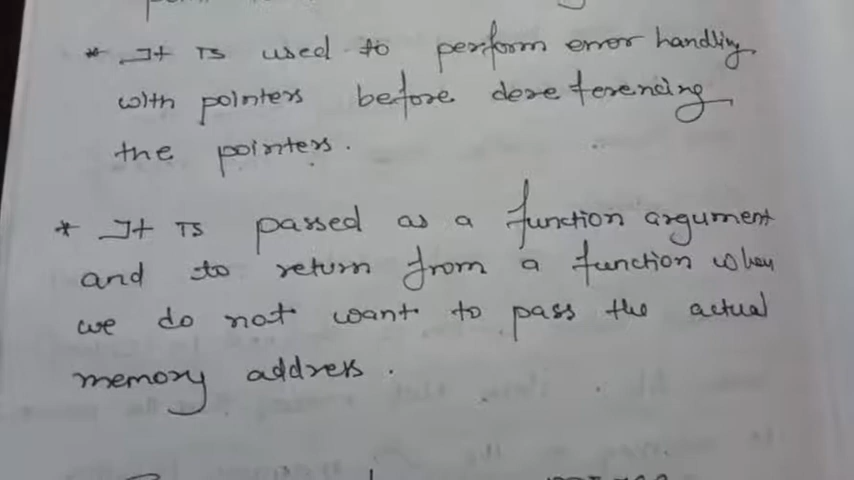 * It is used to perform error handling
with pointers before dereferencing
the pointers.
* It is passed as a function argument
and to return from a function when
we do not want to pass the actual
memory address.